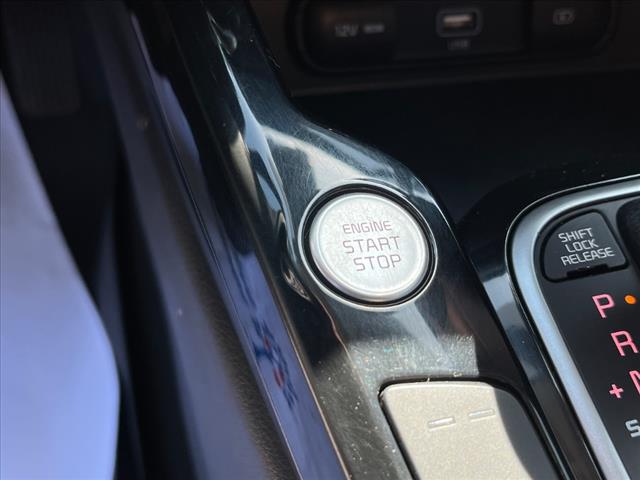 12V
ENGINE
START
STOP
SHIFT
LOCK
RELEASE
P
R
+ N
S